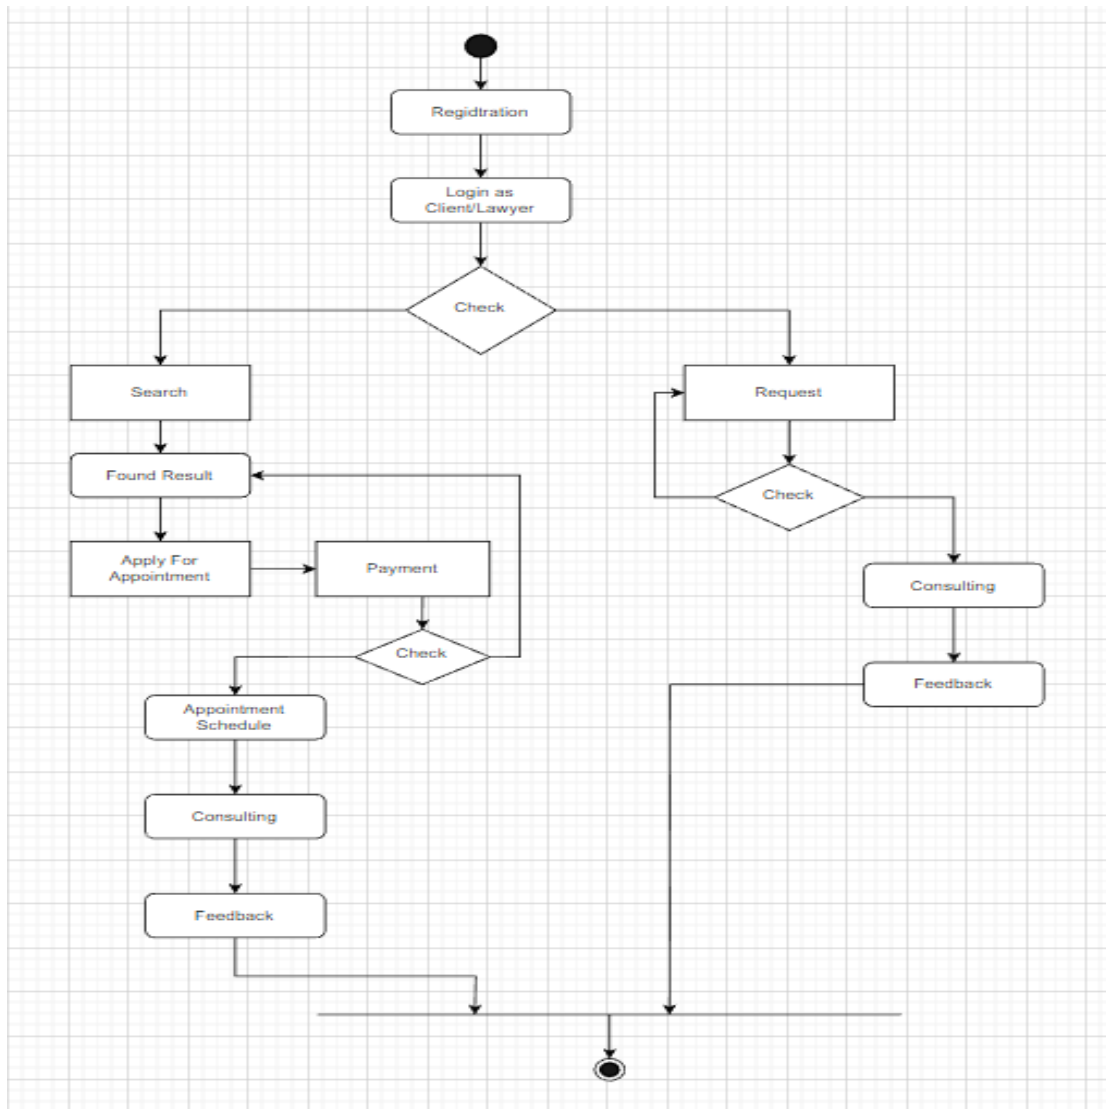 Regidtration
Login as
Client/Lawyer
Check
Search
Request
Found Result
Check
Apply For
Appointment
Payment
Consulting
Check
Feedback
Appointment
Schedule
Consulting
Feedback